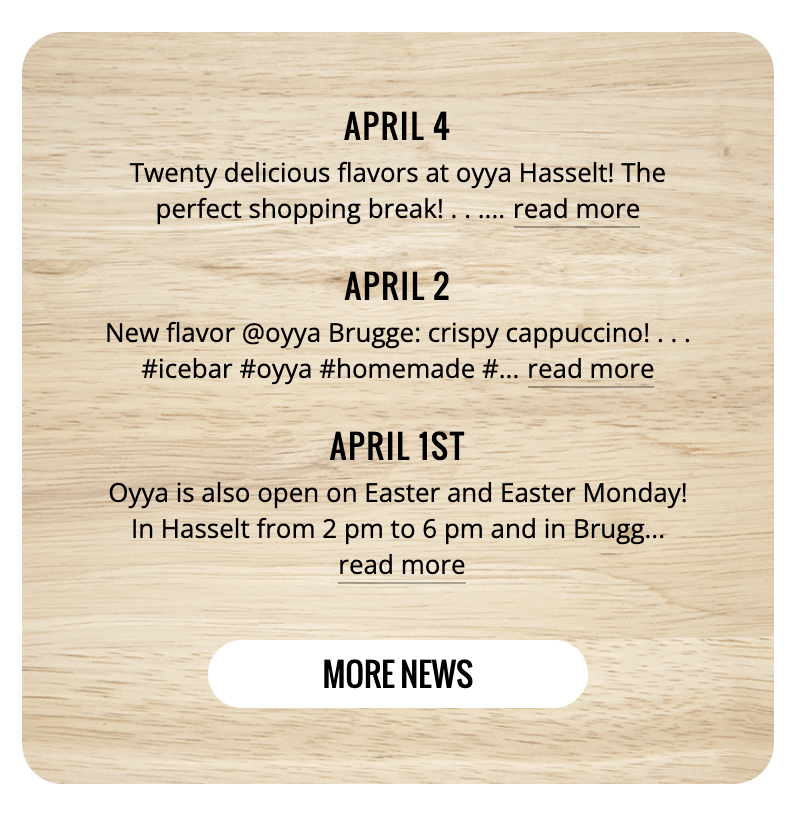 APRIL 4
Twenty delicious flavors at oyya Hasselt! The
perfect shopping break! . . .... read more
APRIL 2
New flavor @oyya Brugge: crispy cappuccino! . . .
#icebar #oyya #homemade #... read more
APRIL 1ST
Oyya is also open on Easter and Easter Monday!
In Hasselt from 2 pm to 6 pm and in Brugg...
read more
MORE NEWS